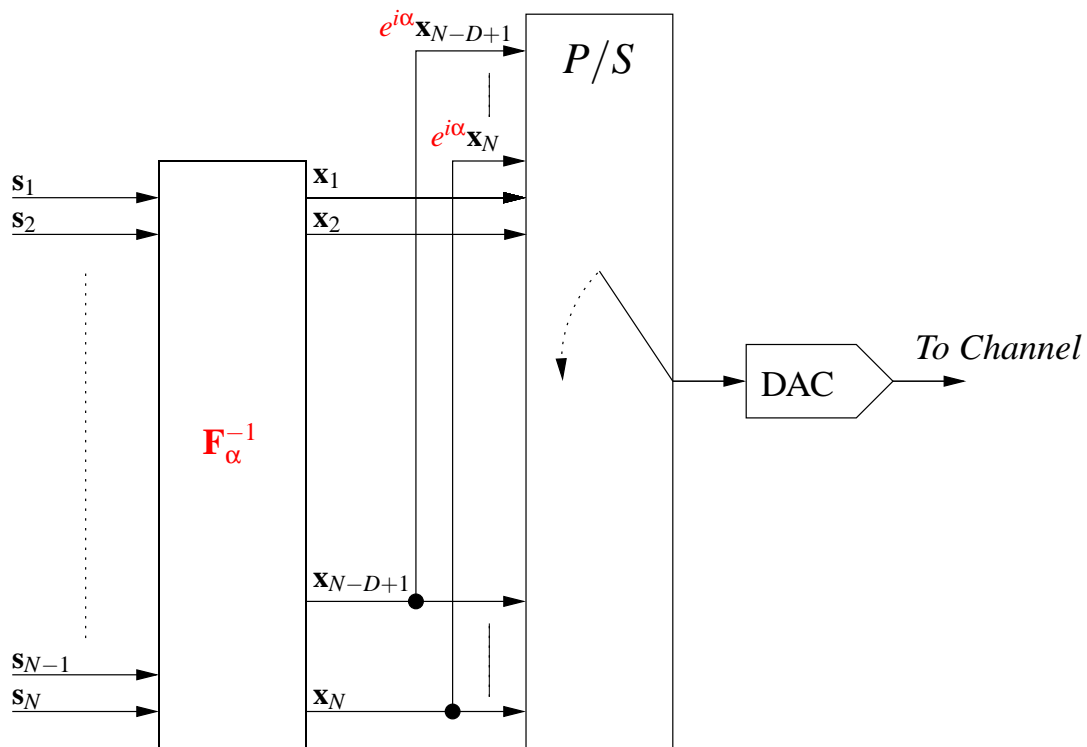 e^{iα}x_{N−D+1}
P/S
e^{iα}x_N
s_1
x_1
s_2
x_2
To Channel
DAC
F_α^{−1}
x_{N−D+1}
s_{N−1}
s_N
x_N